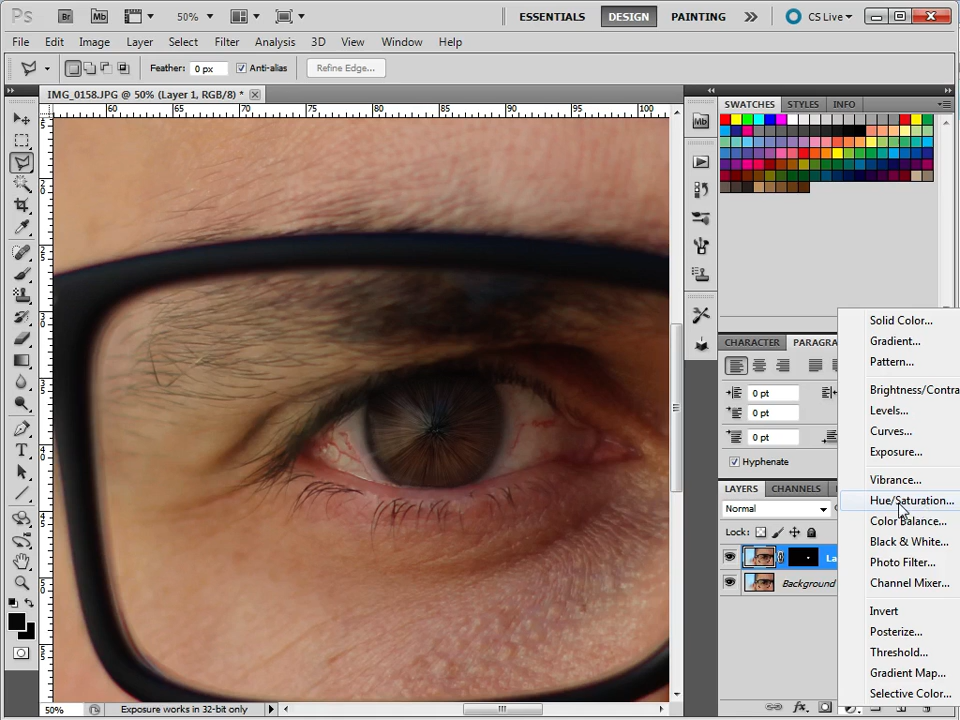 Ps Br Mb 50% ESSENTIALS DESIGN PAINTING CS Live
File Edit Image Layer Select Filter Analysis 3D View Window Help
Feather: 0 px Anti-alias Refine Edge...
IMG_0158.JPG @ 50% (Layer 1, RGB/8) *
SWATCHES STYLES INFO
60 65 70 75 80 85 90 95 100
Mb
Solid Color...
Gradient...
CHARACTER PARAGRA
Pattern...
0 pt
Brightness/Contra
Levels...
0 pt
Curves...
0 pt
Exposure...
Hyphenate
Vibrance...
LAYERS CHANNELS
Hue/Saturation...
Normal
Color Balance...
Lock:
Black & White...
La
Photo Filter...
Background
Channel Mixer...
Invert
Posterize...
Threshold...
Gradient Map...
Selective Color...
50% Exposure works in 32-bit only